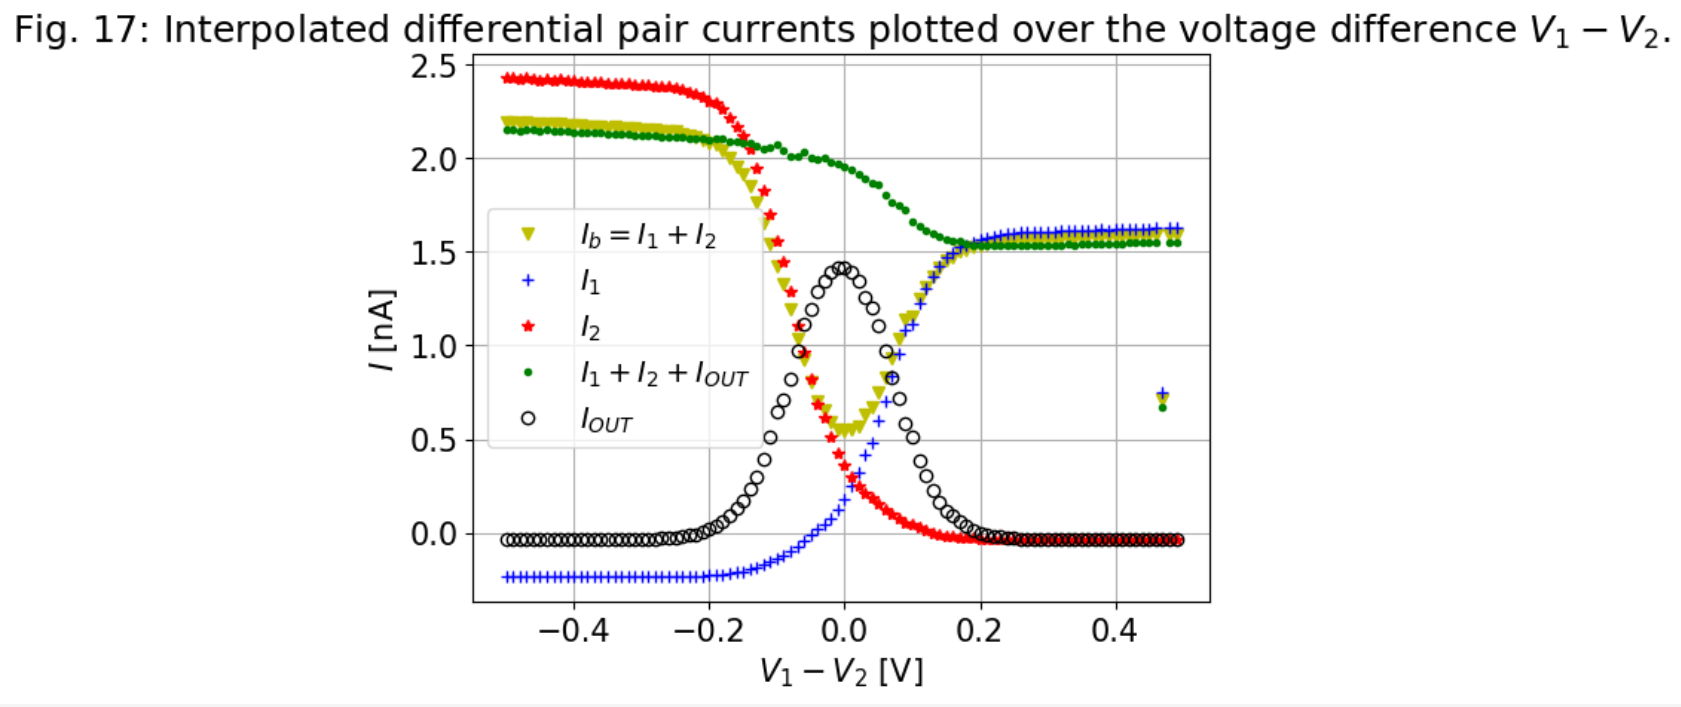 Fig. 17: Interpolated differential pair currents plotted over the voltage difference V₁ − V₂.
2.5
2.0
1.5
1.0
0.5
0.0
I [nA]
I_b = I₁ + I₂
I₁
I₂
I₁ + I₂ + I_OUT
I_OUT
−0.4 −0.2 0.0 0.2 0.4
V₁ − V₂ [V]